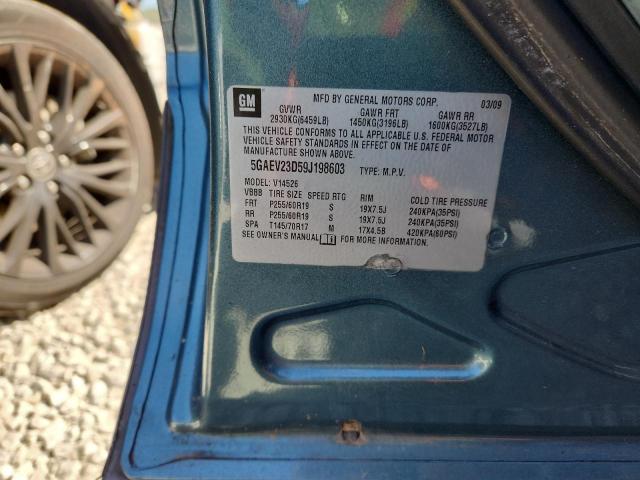 GM
MFD BY GENERAL MOTORS CORP. 03/09
GVWR GAWR FRT GAWR RR
2930KG(6459LB) 1450KG(3196LB) 1600KG(3527LB)
THIS VEHICLE CONFORMS TO ALL APPLICABLE U.S. FEDERAL MOTOR
VEHICLE SAFETY STANDARDS IN EFFECT ON THE DATE OF
MANUFACTURE SHOWN ABOVE.
5GAEV23D59J198603 TYPE: M.P.V.
MODEL: V14526
VBBB TIRE SIZE SPEED RTG RIM COLD TIRE PRESSURE
FRT P255/60R19 S 19X7.5J 240KPA(35PSI)
RR P255/60R19 S 19X7.5J 240KPA(35PSI)
SPA T145/70R17 M 17X4.5B 420KPA(60PSI)
SEE OWNER'S MANUAL FOR MORE INFORMATION.